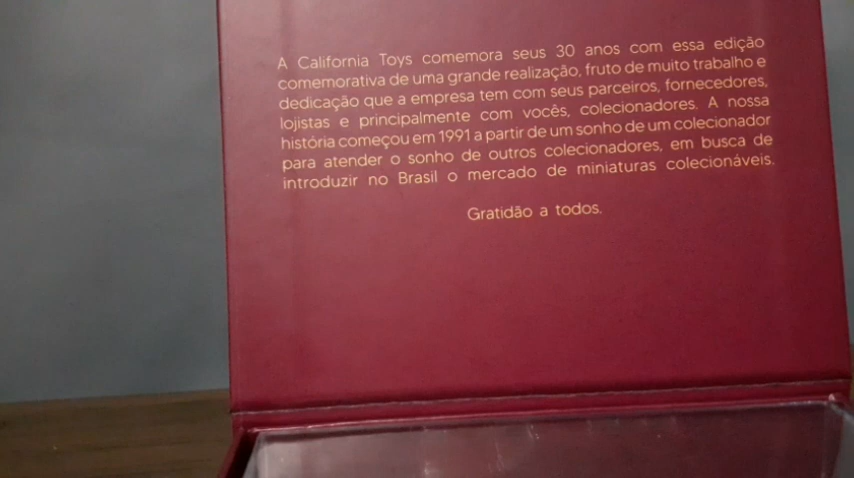 A California Toys comemora seus 30 anos com essa edição
comemorativa de uma grande realização, fruto de muito trabalho e
dedicação que a empresa tem com seus parceiros, fornecedores,
lojistas e principalmente com vocês, colecionadores. A nossa
história começou em 1991 a partir de um sonho de um colecionador
para atender o sonho de outros colecionadores, em busca de
introduzir no Brasil o mercado de miniaturas colecionáveis.
Gratidão a todos.